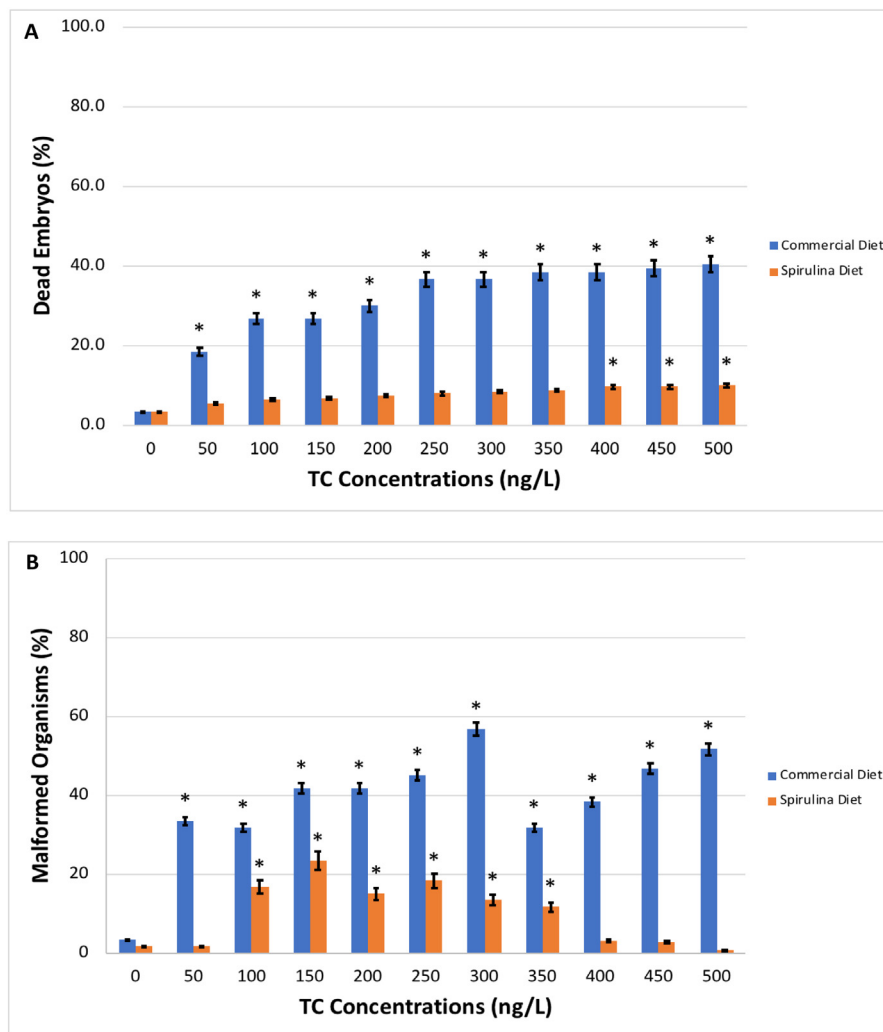 A
100.0
80.0
60.0
40.0
20.0
0.0
Dead Embryos (%)
* * * * * * * * * *
* * *
0 50 100 150 200 250 300 350 400 450 500
TC Concentrations (ng/L)
Commercial Diet
Spirulina Diet
B
100
80
60
40
20
0
Malformed Organisms (%)
* * * * * * * * * *
* * * * * *
0 50 100 150 200 250 300 350 400 450 500
TC Concentrations (ng/L)
Commercial Diet
Spirulina Diet